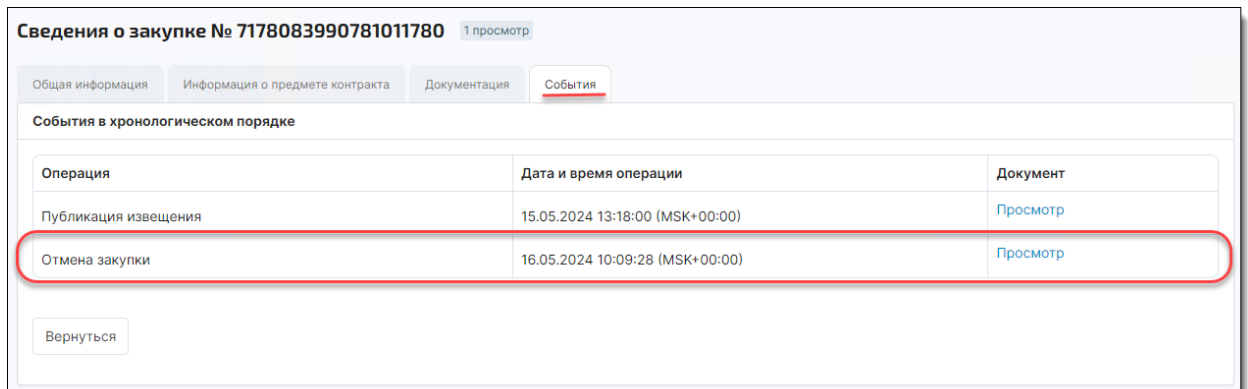 Сведения о закупке № 7178083990781011780 1 просмотр
Общая информация Информация о предмете контракта Документация События
События в хронологическом порядке
Операция Дата и время операции Документ
Публикация извещения 15.05.2024 13:18:00 (MSK+00:00) Просмотр
Отмена закупки 16.05.2024 10:09:28 (MSK+00:00) Просмотр
Вернуться